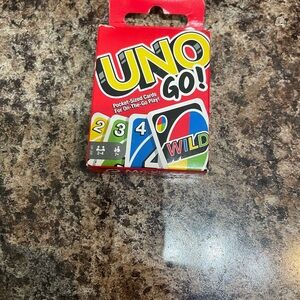 UNO
GO!
Pocket-Sized Cards
For On-The-Go Play!
2
3
4
WILD